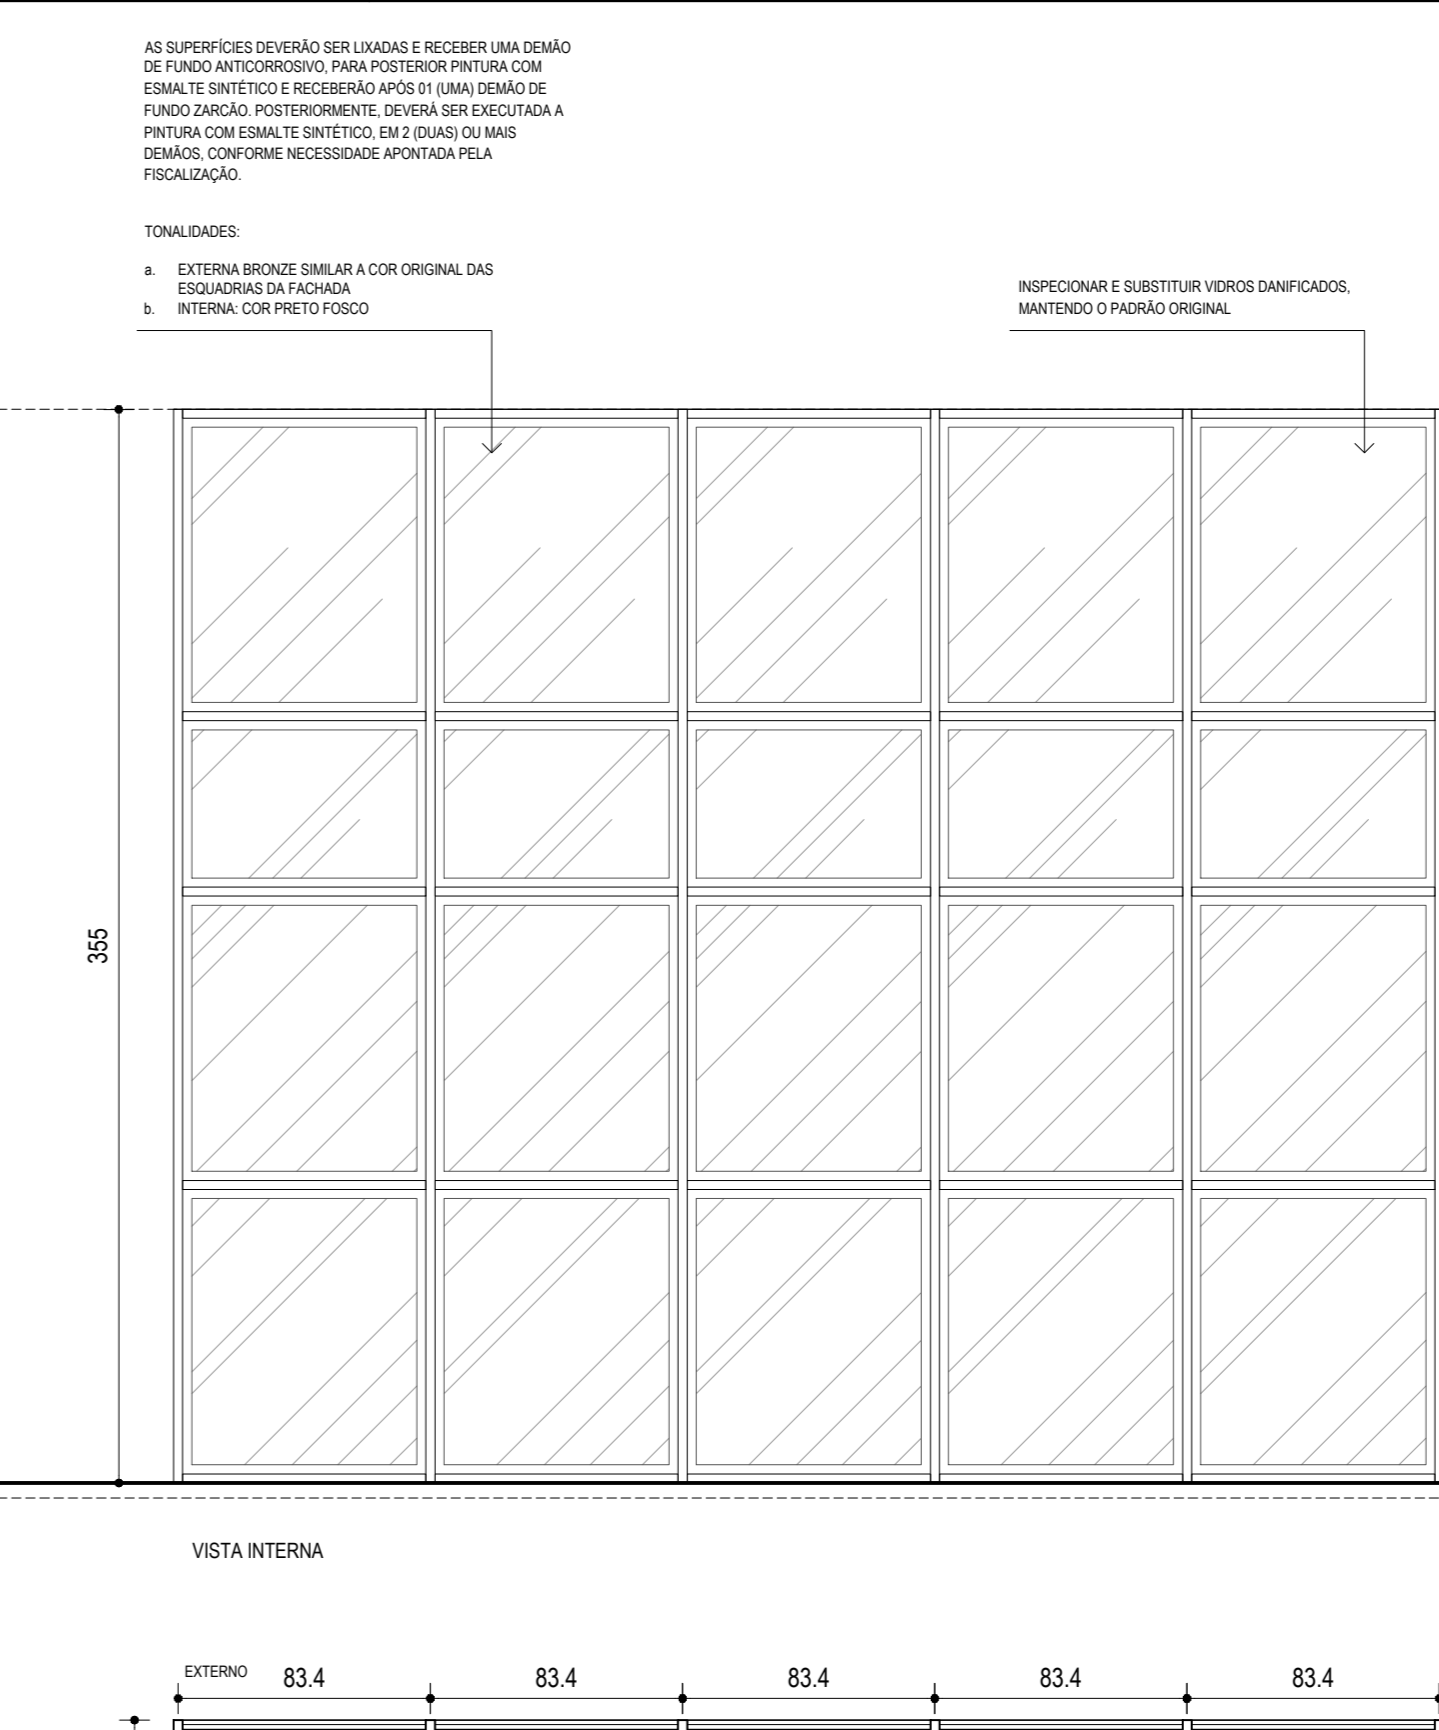 AS SUPERFÍCIES DEVERÃO SER LIXADAS E RECEBER UMA DEMÃO
DE FUNDO ANTICORROSIVO, PARA POSTERIOR PINTURA COM
ESMALTE SINTÉTICO E RECEBERÃO APÓS 01 (UMA) DEMÃO DE
FUNDO ZARCÃO. POSTERIORMENTE, DEVERÁ SER EXECUTADA A
PINTURA COM ESMALTE SINTÉTICO, EM 2 (DUAS) OU MAIS
DEMÃOS, CONFORME NECESSIDADE APONTADA PELA
FISCALIZAÇÃO.
TONALIDADES:
a. EXTERNA BRONZE SIMILAR A COR ORIGINAL DAS
ESQUADRIAS DA FACHADA
b. INTERNA: COR PRETO FOSCO
INSPECIONAR E SUBSTITUIR VIDROS DANIFICADOS,
MANTENDO O PADRÃO ORIGINAL
355
VISTA INTERNA
EXTERNO 83.4 83.4 83.4 83.4 83.4